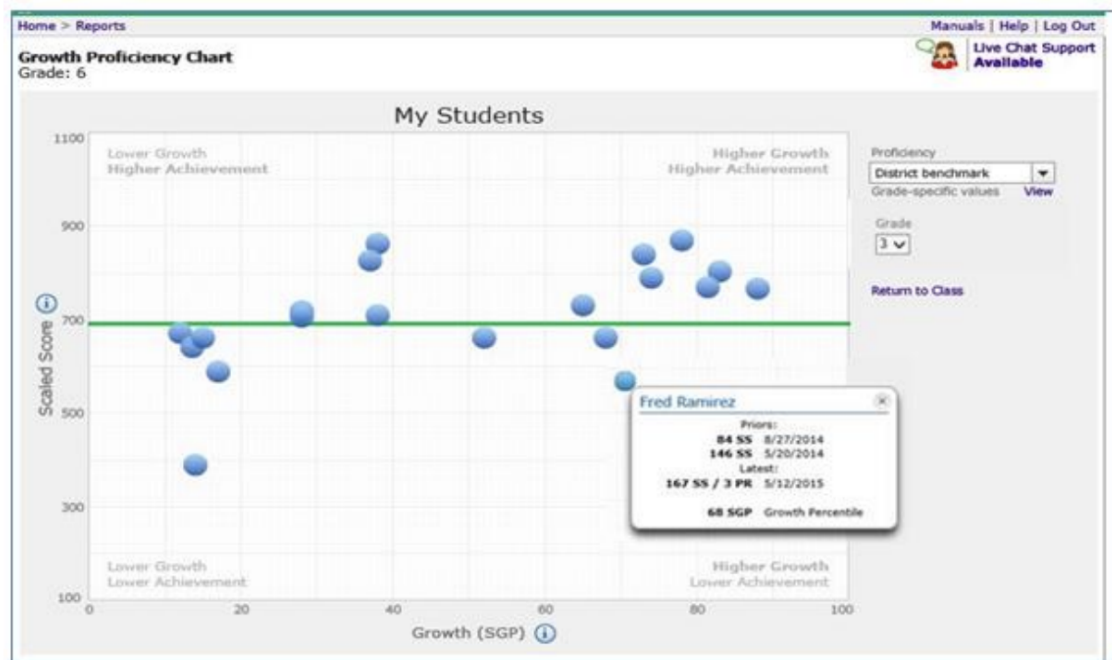 Home > Reports
Manuals | Help | Log Out
Growth Proficiency Chart
Grade: 6
Live Chat Support
Available
My Students
1100
900
700
500
300
100
Scaled Score
Lower Growth
Higher Achievement
Higher Growth
Higher Achievement
Lower Growth
Lower Achievement
Higher Growth
Lower Achievement
Fred Ramirez
Priors:
84 SS 8/27/2014
146 SS 5/20/2014
Latest:
167 SS / 3 PR 5/12/2015
68 SGP Growth Percentile
0 20 40 60 80 100
Growth (SGP)
Proficiency
District benchmark
Grade-specific values View
Grade
3
Return to Class